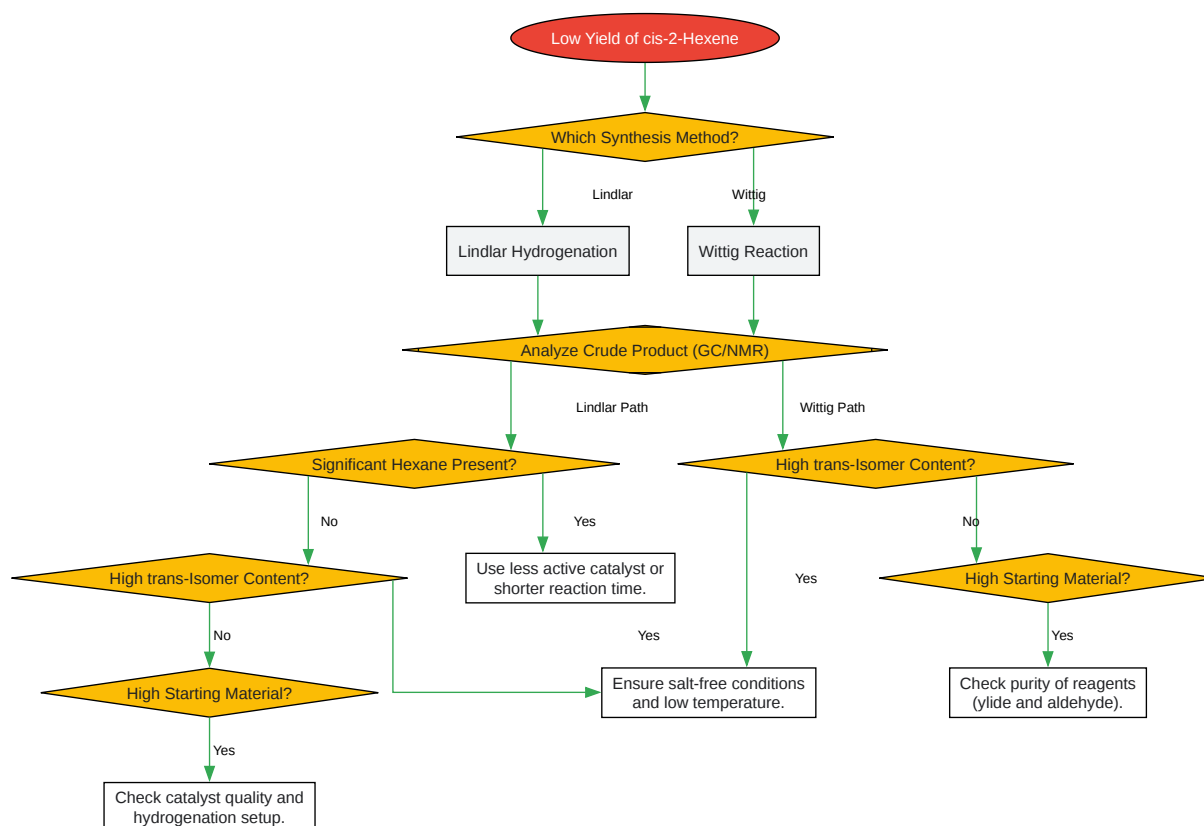 Low Yield of cis-2-Hexene
Which Synthesis Method?
Lindlar
Wittig
Lindlar Hydrogenation
Wittig Reaction
Analyze Crude Product (GC/NMR)
Lindlar Path
Wittig Path
Significant Hexane Present?
High trans-Isomer Content?
No
Yes
No
High trans-Isomer Content?
Use less active catalyst or
shorter reaction time.
Yes
High Starting Material?
No
Yes
Yes
High Starting Material?
Ensure salt-free conditions
and low temperature.
Check purity of reagents
(ylide and aldehyde).
Yes
Check catalyst quality and
hydrogenation setup.